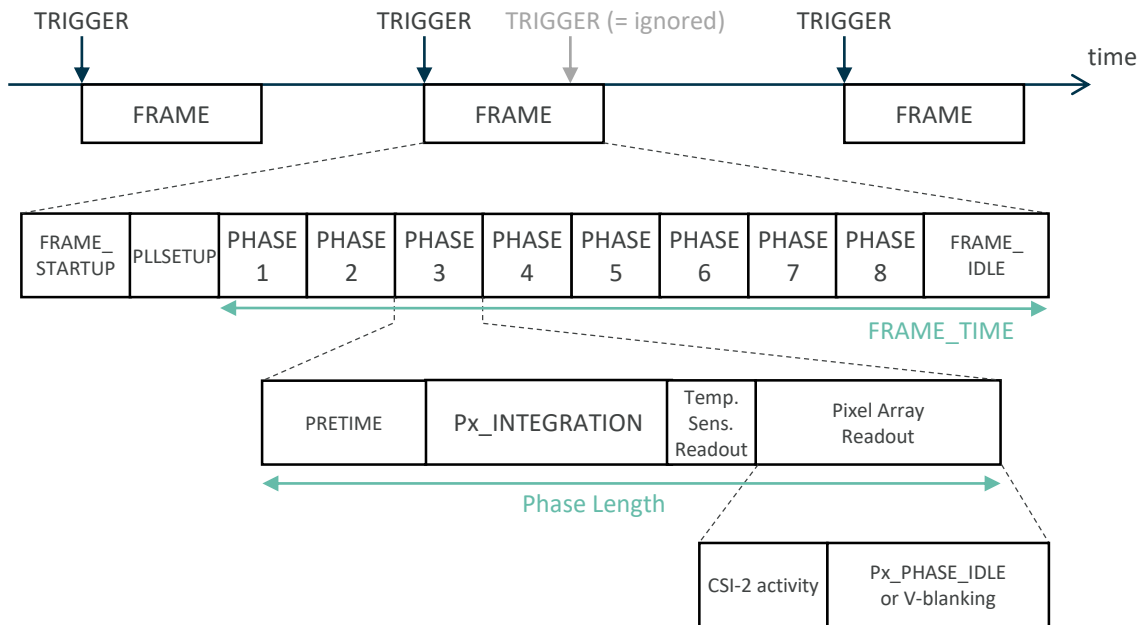 TRIGGER TRIGGER TRIGGER (= ignored) TRIGGER
time
FRAME FRAME FRAME
FRAME_
STARTUP
PLLSETUP
PHASE
1
PHASE
2
PHASE
3
PHASE
4
PHASE
5
PHASE
6
PHASE
7
PHASE
8
FRAME_
IDLE
FRAME_TIME
PRETIME
Px_INTEGRATION
Temp.
Sens.
Readout
Pixel Array
Readout
Phase Length
CSI-2 activity
Px_PHASE_IDLE
or V-blanking